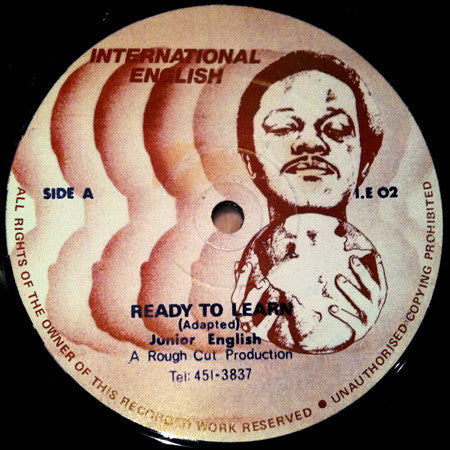 INTERNATIONAL
ENGLISH
SIDE A
I.E 02
READY TO LEARN
(Adapted)
Junior English
A Rough Cut Production
Tel: 451-3837
ALL RIGHTS OF THE OWNER OF THIS RECORDED WORK RESERVED • UNAUTHORISED COPYING PROHIBITED